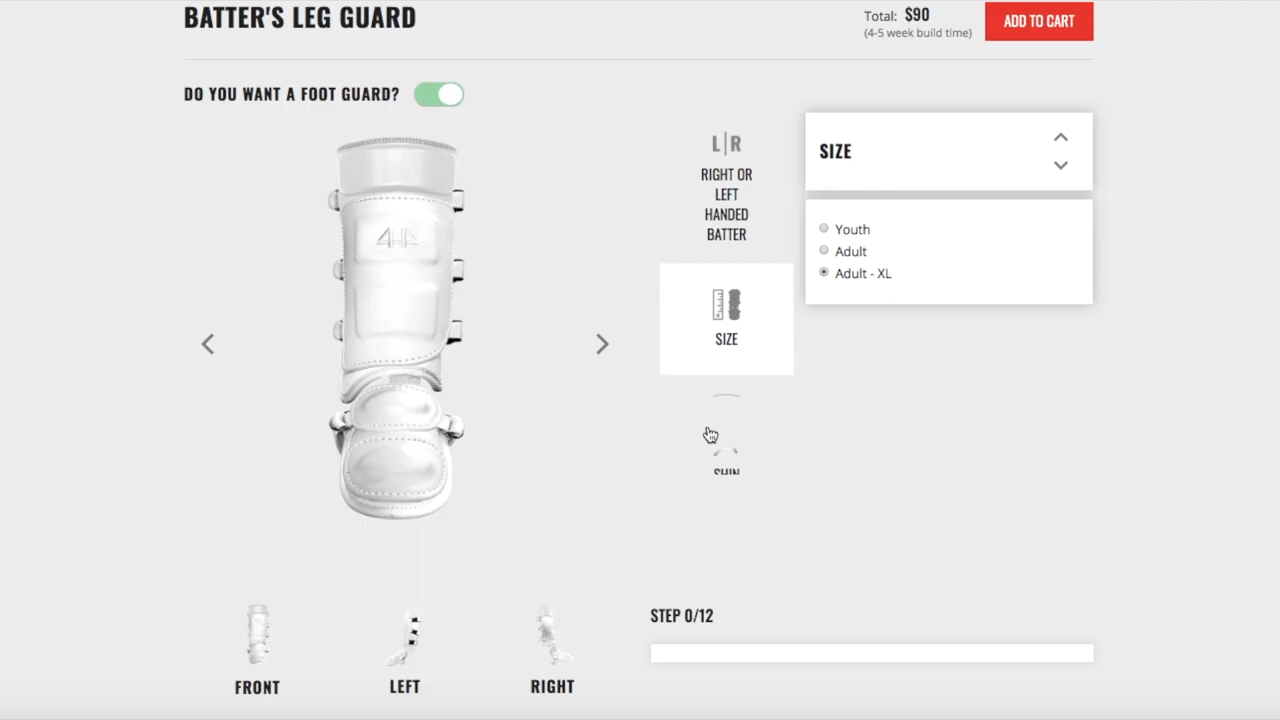 BATTER'S LEG GUARD
Total: $90
(4-5 week build time)
ADD TO CART
DO YOU WANT A FOOT GUARD?
L|R
RIGHT OR
LEFT
HANDED
BATTER
SIZE
SIZE
Youth
Adult
Adult - XL
SHIN
STEP 0/12
FRONT
LEFT
RIGHT